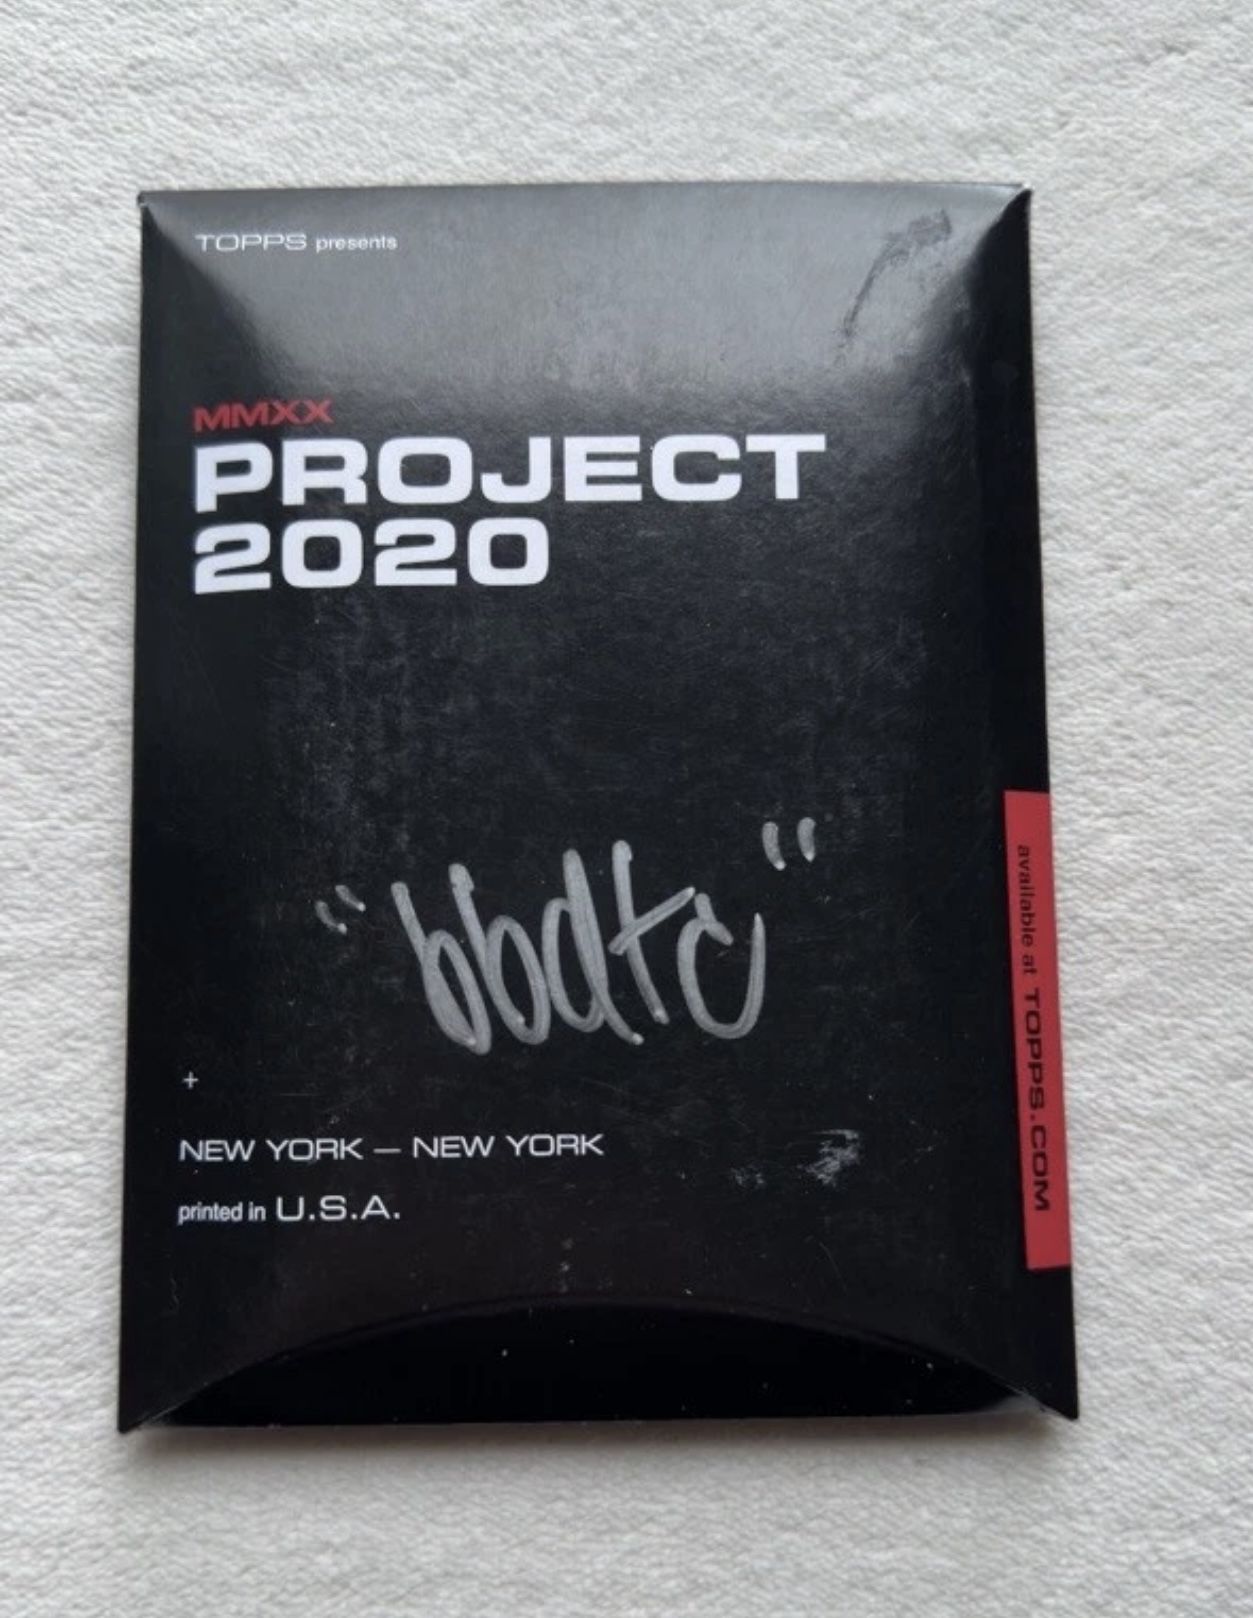 TOPPS presents
MMXX
PROJECT
2020
"bbdtc"
+
NEW YORK — NEW YORK
printed in U.S.A.
available at TOPPS.COM